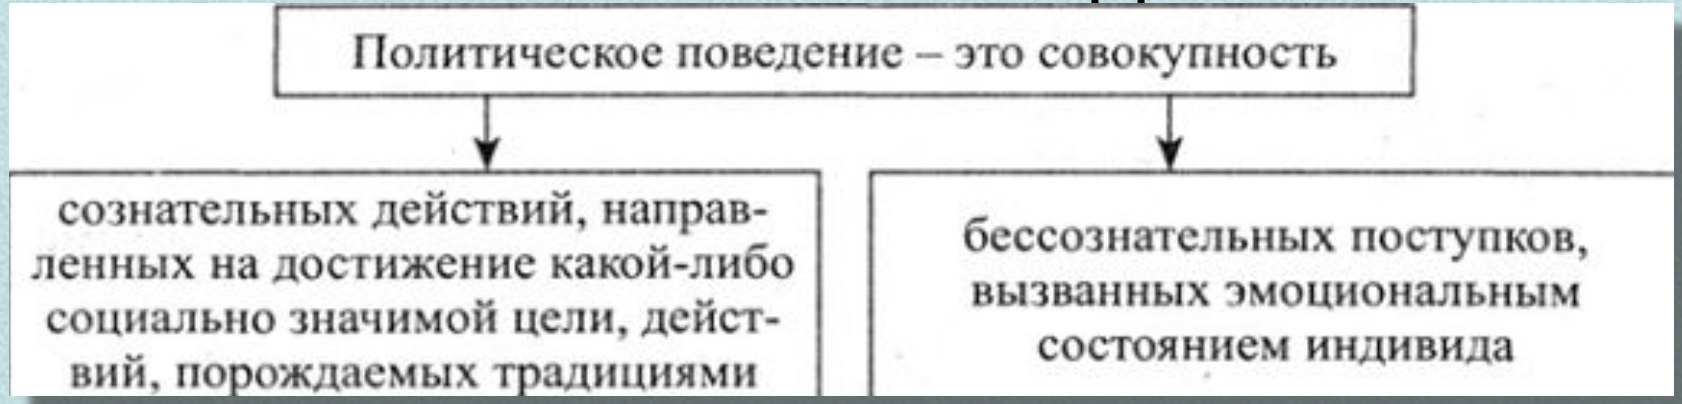 Политическое поведение – это совокупность
сознательных действий, направ-
ленных на достижение какой-либо
социально значимой цели, дейст-
вий, порождаемых традициями
бессознательных поступков,
вызванных эмоциональным
состоянием индивида